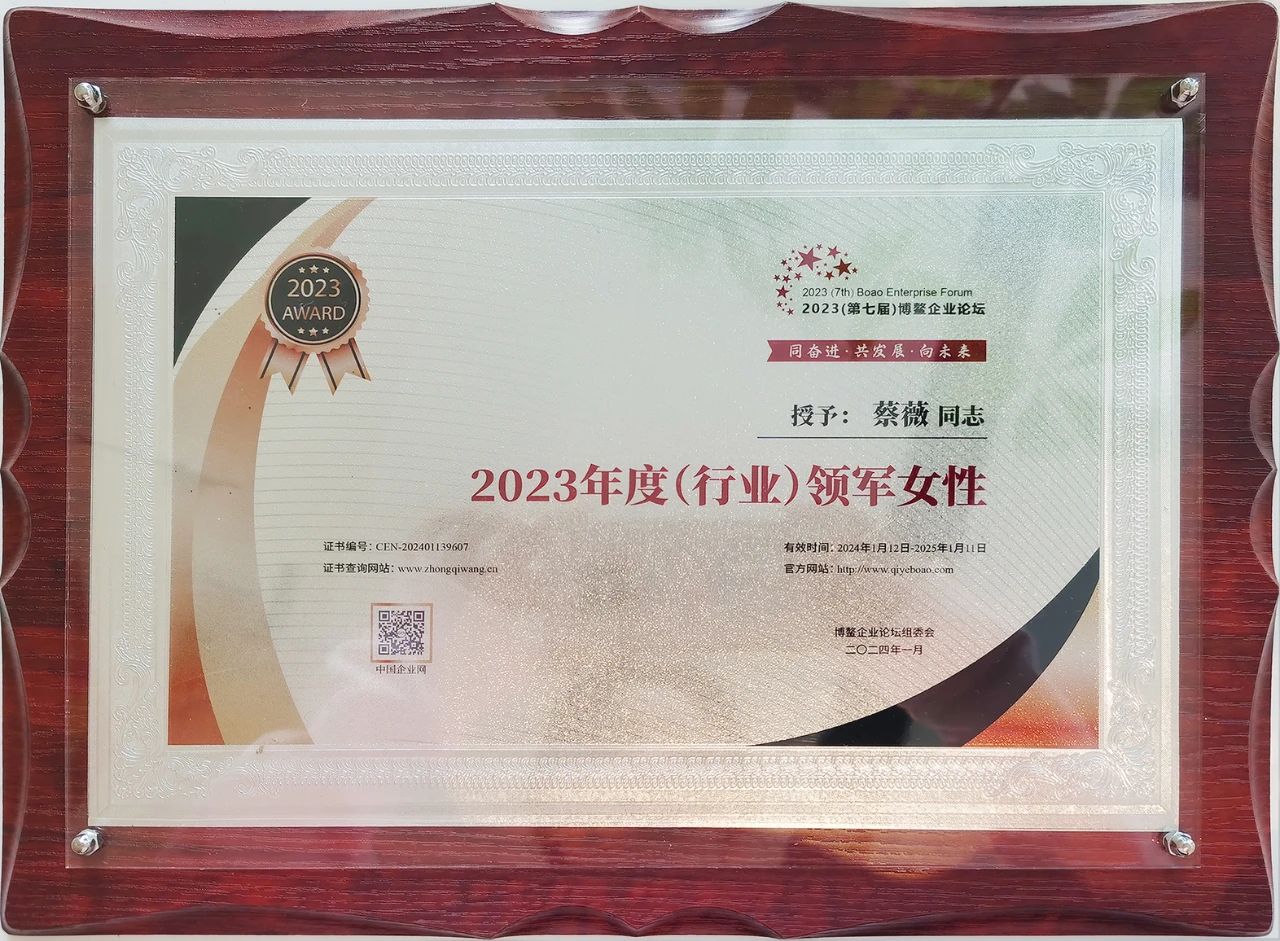 2023
AWARD
2023 (7th) Boao Enterprise Forum
2023(第七届)博鳌企业论坛
同奋进·共发展·向未来
授予： 蔡薇 同志
2023年度(行业)领军女性
证书编号：CEN-202401139607
证书查询网站：www.zhongqiwang.cn
有效时间：2024年1月12日-2025年1月11日
官方网站：http://www.qiyeboao.com
中国企业网
博鳌企业论坛组委会
二〇二四年一月